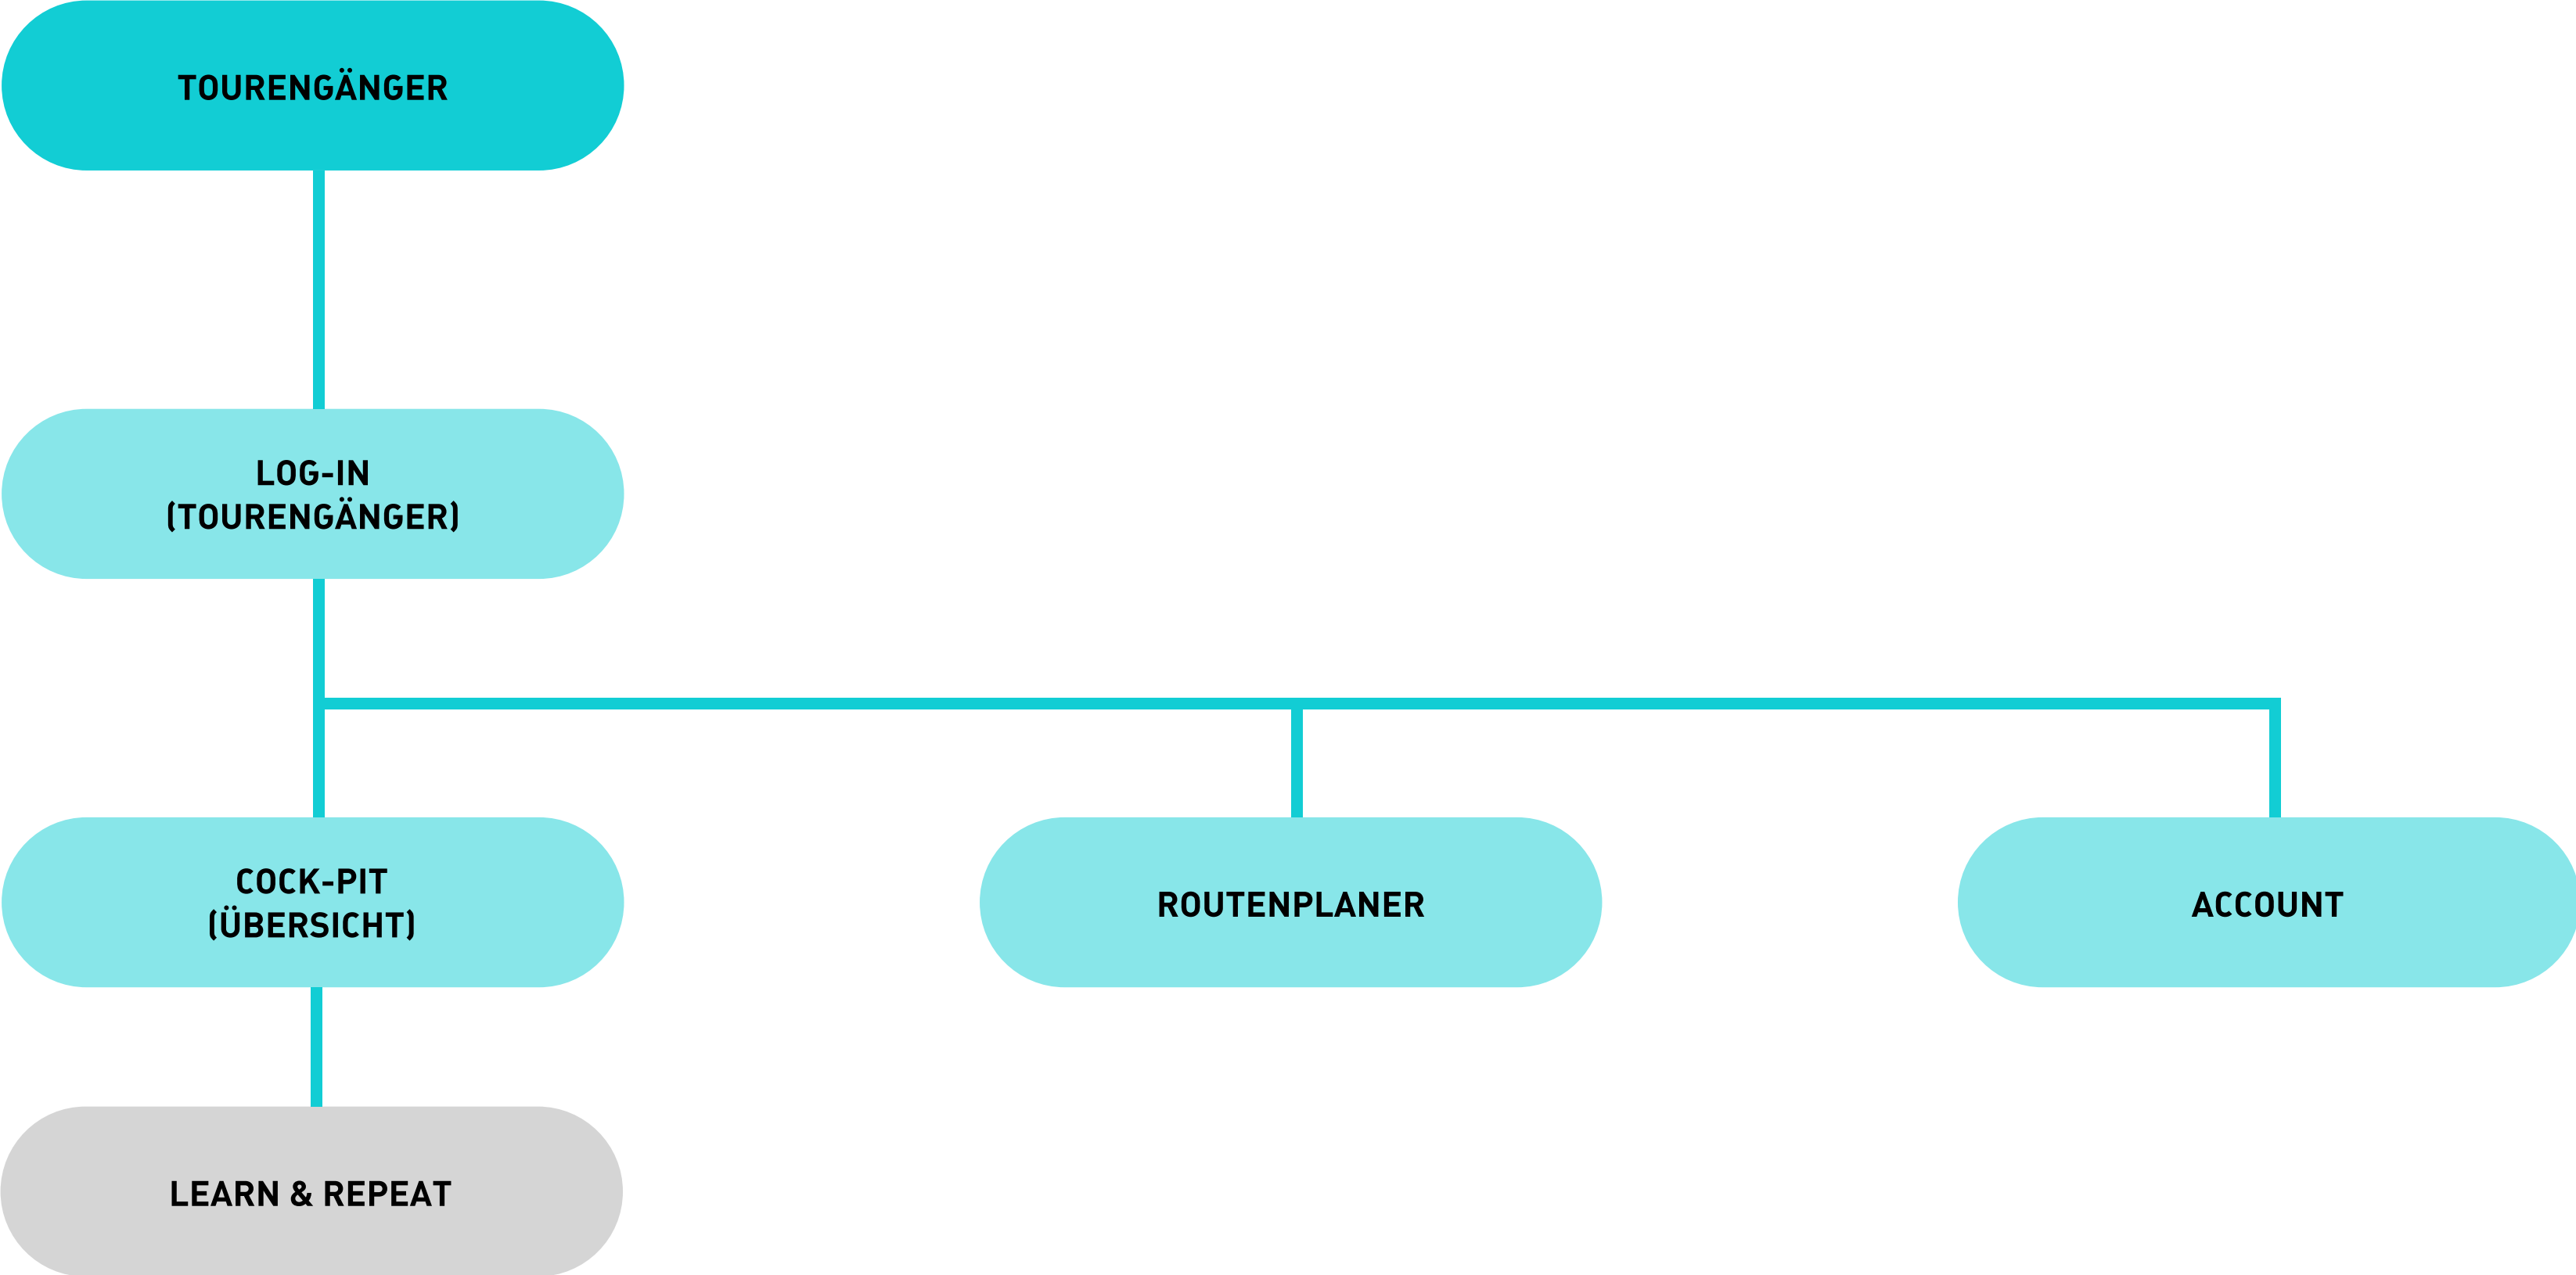 TOURENGÄNGER
LOG-IN
(TOURENGÄNGER)
COCK-PIT
(ÜBERSICHT)
ROUTENPLANER
ACCOUNT
LEARN & REPEAT